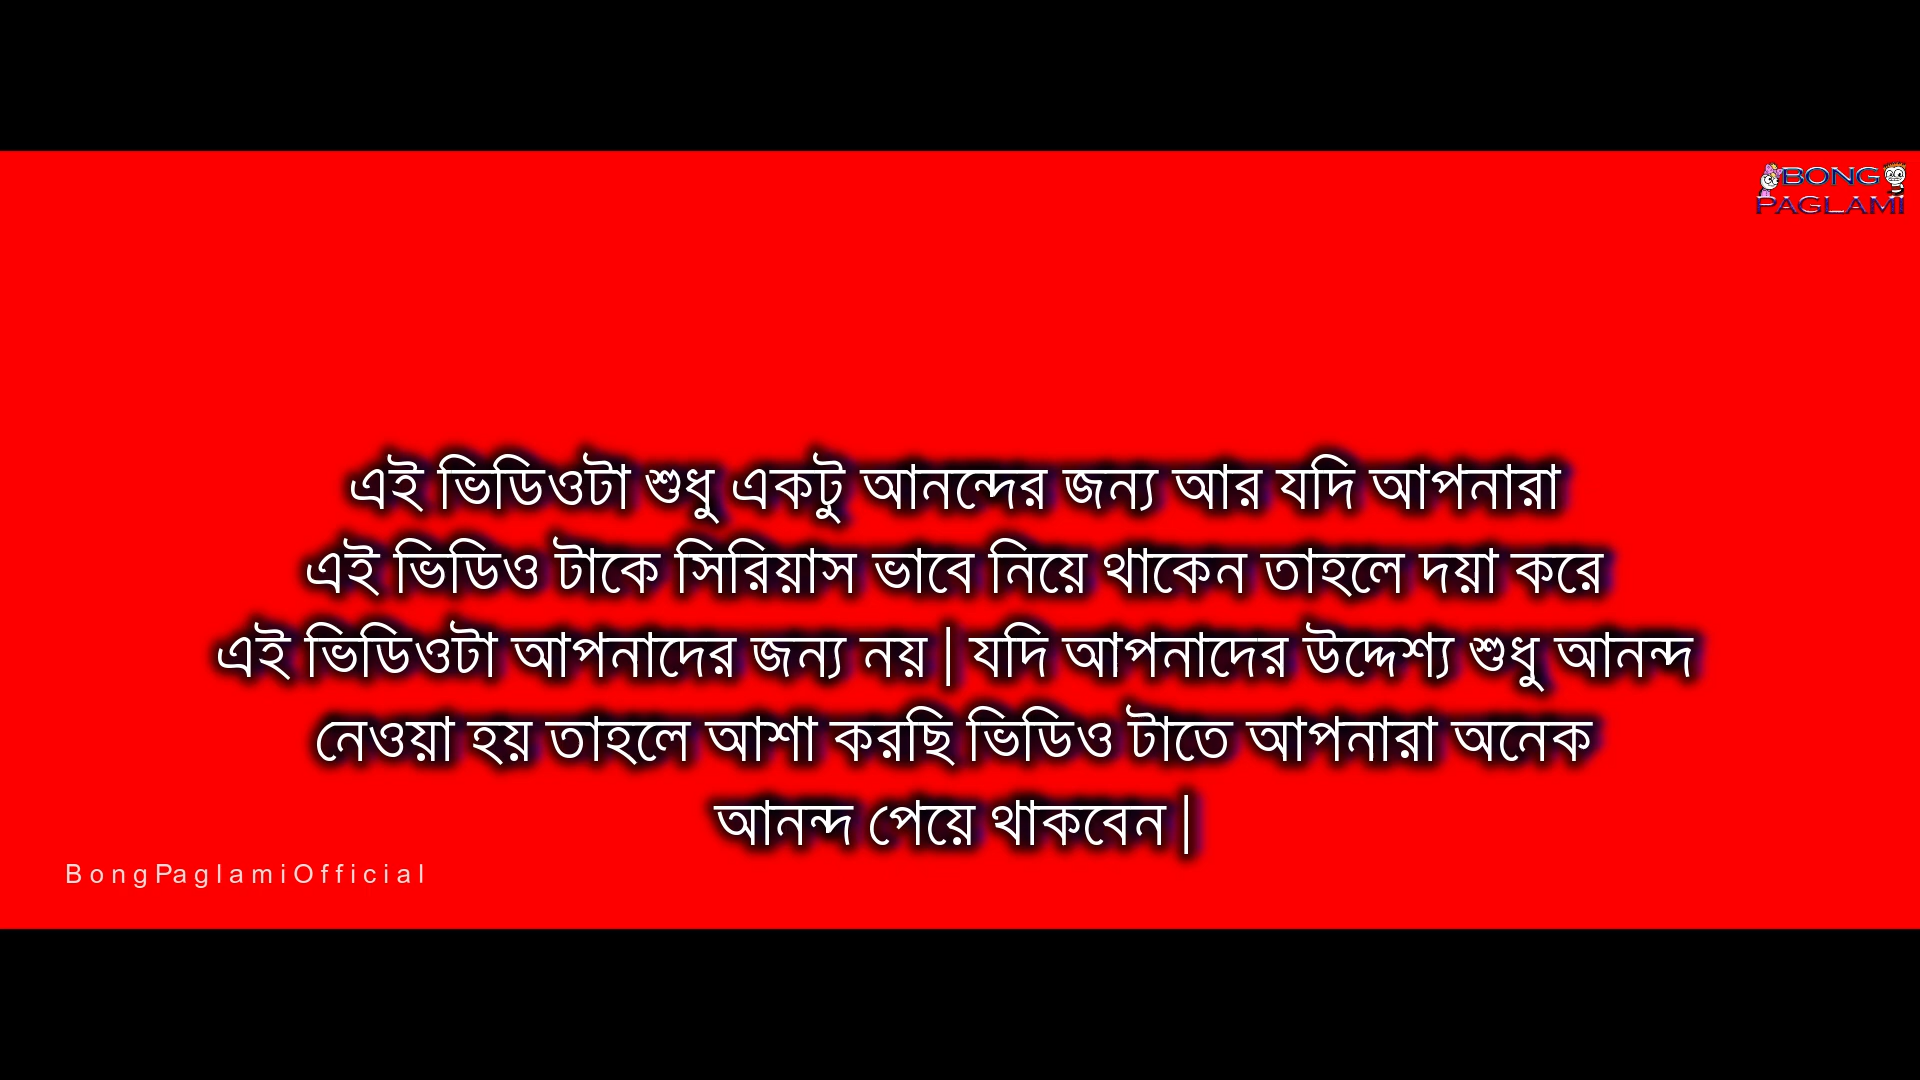 BONG
PAGLAMI
এই ভিডিওটা শুধু একটু আনন্দের জন্য আর যদি আপনারা
এই ভিডিও টাকে সিরিয়াস ভাবে নিয়ে থাকেন তাহলে দয়া করে
এই ভিডিওটা আপনাদের জন্য নয় | যদি আপনাদের উদ্দেশ্য শুধু আনন্দ
নেওয়া হয় তাহলে আশা করছি ভিডিও টাতে আপনারা অনেক
আনন্দ পেয়ে থাকবেন |
BongPaglamiOfficial